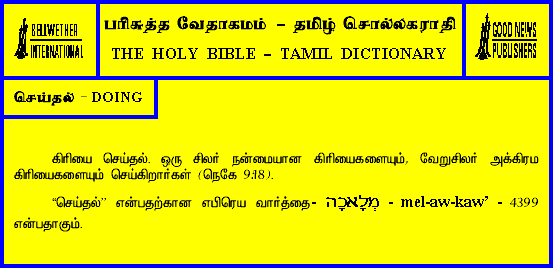 BELLWETHER
INTERNATIONAL
பரிசுத்த வேதாகமம் - தமிழ் சொல்லகராதி
THE HOLY BIBLE - TAMIL DICTIONARY
GOOD NEWS
PUBLISHERS
செய்தல் - DOING
கிரியை செய்தல். ஒரு சிலர் நன்மையான கிரியைகளையும், வேறுசிலர் அக்கிரம
கிரியைகளையும் செய்கிறார்கள் (நெகே 9:18).
“செய்தல்” என்பதற்கான எபிரெய வார்த்தை- מְלָאכָה - mel-aw-kaw’ - 4399
என்பதாகும்.